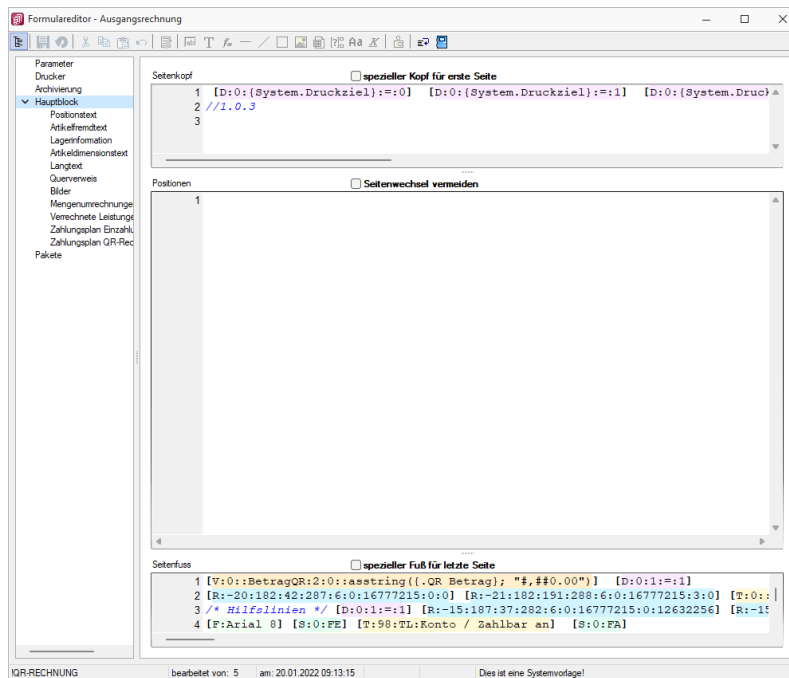 Formulareditor - Ausgangsrechnung
Parameter
Drucker
Archivierung
Hauptblock
Positionstext
Artikelfremdtext
Lagerinformation
Artikeldimensionstext
Langtext
Querverweis
Bilder
Mengenumrechnunge
Verrechnete Leistunge
Zahlungsplan Einzahlu
Zahlungsplan QR-Rec
Pakete
Seitenkopf spezieller Kopf für erste Seite
1 [D:0:{System.Druckziel}:=:0] [D:0:{System.Druckziel}:=:1] [D:0:{System.Druck
2 //1.0.3
3
Positionen Seitenwechsel vermeiden
1
Seitenfuss spezieller Fuß für letzte Seite
1 [V:0::BetragQR:2:0::asstring({.QR Betrag}; "#,##0.00")] [D:0:1:=:1]
2 [R:-20:182:42:287:6:0:16777215:0:0] [R:-21:182:191:288:6:0:16777215:3:0] [T:0::
3 /* Hilfslinien */ [D:0:1:=:1] [R:-15:187:37:282:6:0:16777215:0:12632256] [R:-15
4 [F:Arial 8] [S:0:FE] [T:98:TL:Konto / Zahlbar an] [S:0:FA]
!QR-RECHNUNG bearbeitet von: 5 am: 20.01.2022 09:13:15 Dies ist eine Systemvorlage!